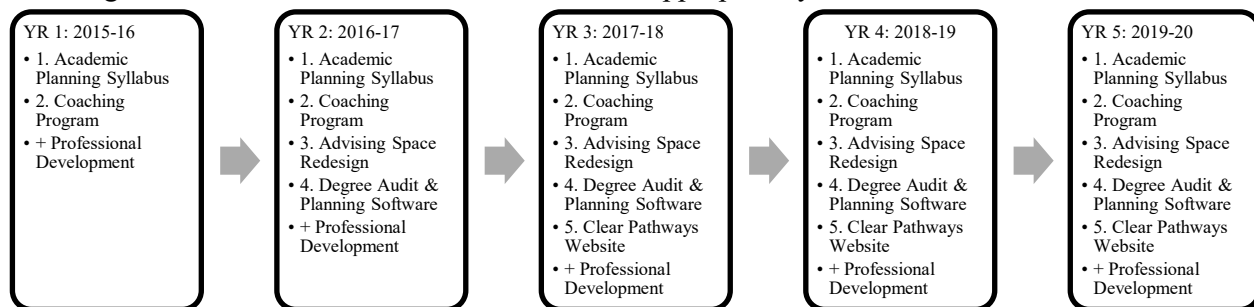 YR 1: 2015-16
• 1. Academic
Planning Syllabus
• 2. Coaching
Program
• + Professional
Development
YR 2: 2016-17
• 1. Academic
Planning Syllabus
• 2. Coaching
Program
• 3. Advising Space
Redesign
• 4. Degree Audit &
Planning Software
• + Professional
Development
YR 3: 2017-18
• 1. Academic
Planning Syllabus
• 2. Coaching
Program
• 3. Advising Space
Redesign
• 4. Degree Audit &
Planning Software
• 5. Clear Pathways
Website
• + Professional
Development
YR 4: 2018-19
• 1. Academic
Planning Syllabus
• 2. Coaching
Program
• 3. Advising Space
Redesign
• 4. Degree Audit &
Planning Software
• 5. Clear Pathways
Website
• + Professional
Development
YR 5: 2019-20
• 1. Academic
Planning Syllabus
• 2. Coaching
Program
• 3. Advising Space
Redesign
• 4. Degree Audit &
Planning Software
• 5. Clear Pathways
Website
• + Professional
Development